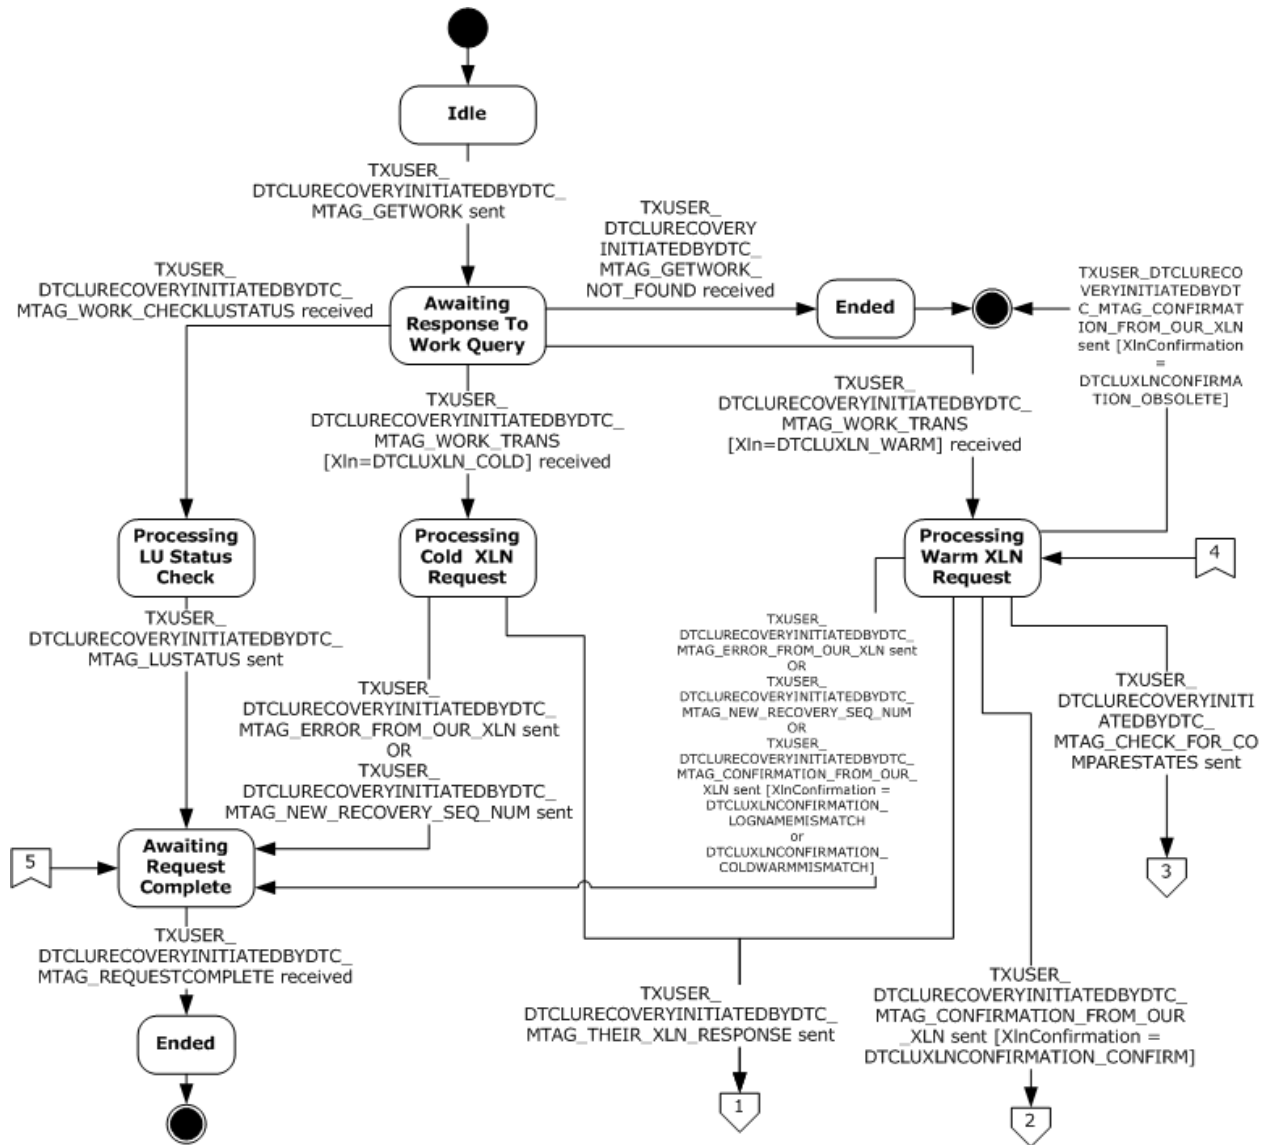 Idle
TXUSER_
DTCLURECOVERYINITIATEDBYDTC_
MTAG_GETWORK sent
TXUSER_
DTCLURECOVERY
INITIATEDBYDTC_
MTAG_GETWORK_
NOT_FOUND received
TXUSER_
DTCLURECOVERYINITIATEDBYDTC_
MTAG_WORK_CHECKLUSTATUS received
Awaiting
Response To
Work Query
Ended
TXUSER_DTCLURECO
VERYINITIATEDBYDT
C_MTAG_CONFIRMAT
ION_FROM_OUR_XLN
sent [XlnConfirmation
=
DTCLUXLNCONFIRMA
TION_OBSOLETE]
TXUSER_
DTCLURECOVERYINITIATEDBYDTC_
MTAG_WORK_TRANS
[Xln=DTCLUXLN_COLD] received
TXUSER_
DTCLURECOVERYINITIATEDBYDTC_
MTAG_WORK_TRANS
[Xln=DTCLUXLN_WARM] received
Processing
LU Status
Check
Processing
Cold XLN
Request
Processing
Warm XLN
Request
4
TXUSER_
DTCLURECOVERYINITIATEDBYDTC_
MTAG_LUSTATUS sent
TXUSER_
DTCLURECOVERYINITIATEDBYDTC_
MTAG_ERROR_FROM_OUR_XLN sent
OR
TXUSER_
DTCLURECOVERYINITIATEDBYDTC_
MTAG_NEW_RECOVERY_SEQ_NUM sent
TXUSER_
DTCLURECOVERYINITIATEDBYDTC_
MTAG_ERROR_FROM_OUR_XLN sent
OR
TXUSER_
DTCLURECOVERYINITIATEDBYDTC_
MTAG_NEW_RECOVERY_SEQ_NUM
OR
TXUSER_
DTCLURECOVERYINITIATEDBYDTC_
MTAG_CONFIRMATION_FROM_OUR_
XLN sent [XlnConfirmation =
DTCLUXLNCONFIRMATION_
LOGNAMEMISMATCH
or
DTCLUXLNCONFIRMATION_
COLDWARMMISMATCH]
TXUSER_
DTCLURECOVERYINITI
ATEDBYDTC_
MTAG_CHECK_FOR_CO
MPARESTATES sent
5
Awaiting
Request
Complete
3
TXUSER_
DTCLURECOVERYINITIATEDBYDTC_
MTAG_REQUESTCOMPLETE received
TXUSER_
DTCLURECOVERYINITIATEDBYDTC_
MTAG_THEIR_XLN_RESPONSE sent
TXUSER_
DTCLURECOVERYINITIATEDBYDTC_
MTAG_CONFIRMATION_FROM_OUR
_XLN sent [XlnConfirmation =
DTCLUXLNCONFIRMATION_CONFIRM]
Ended
1
2